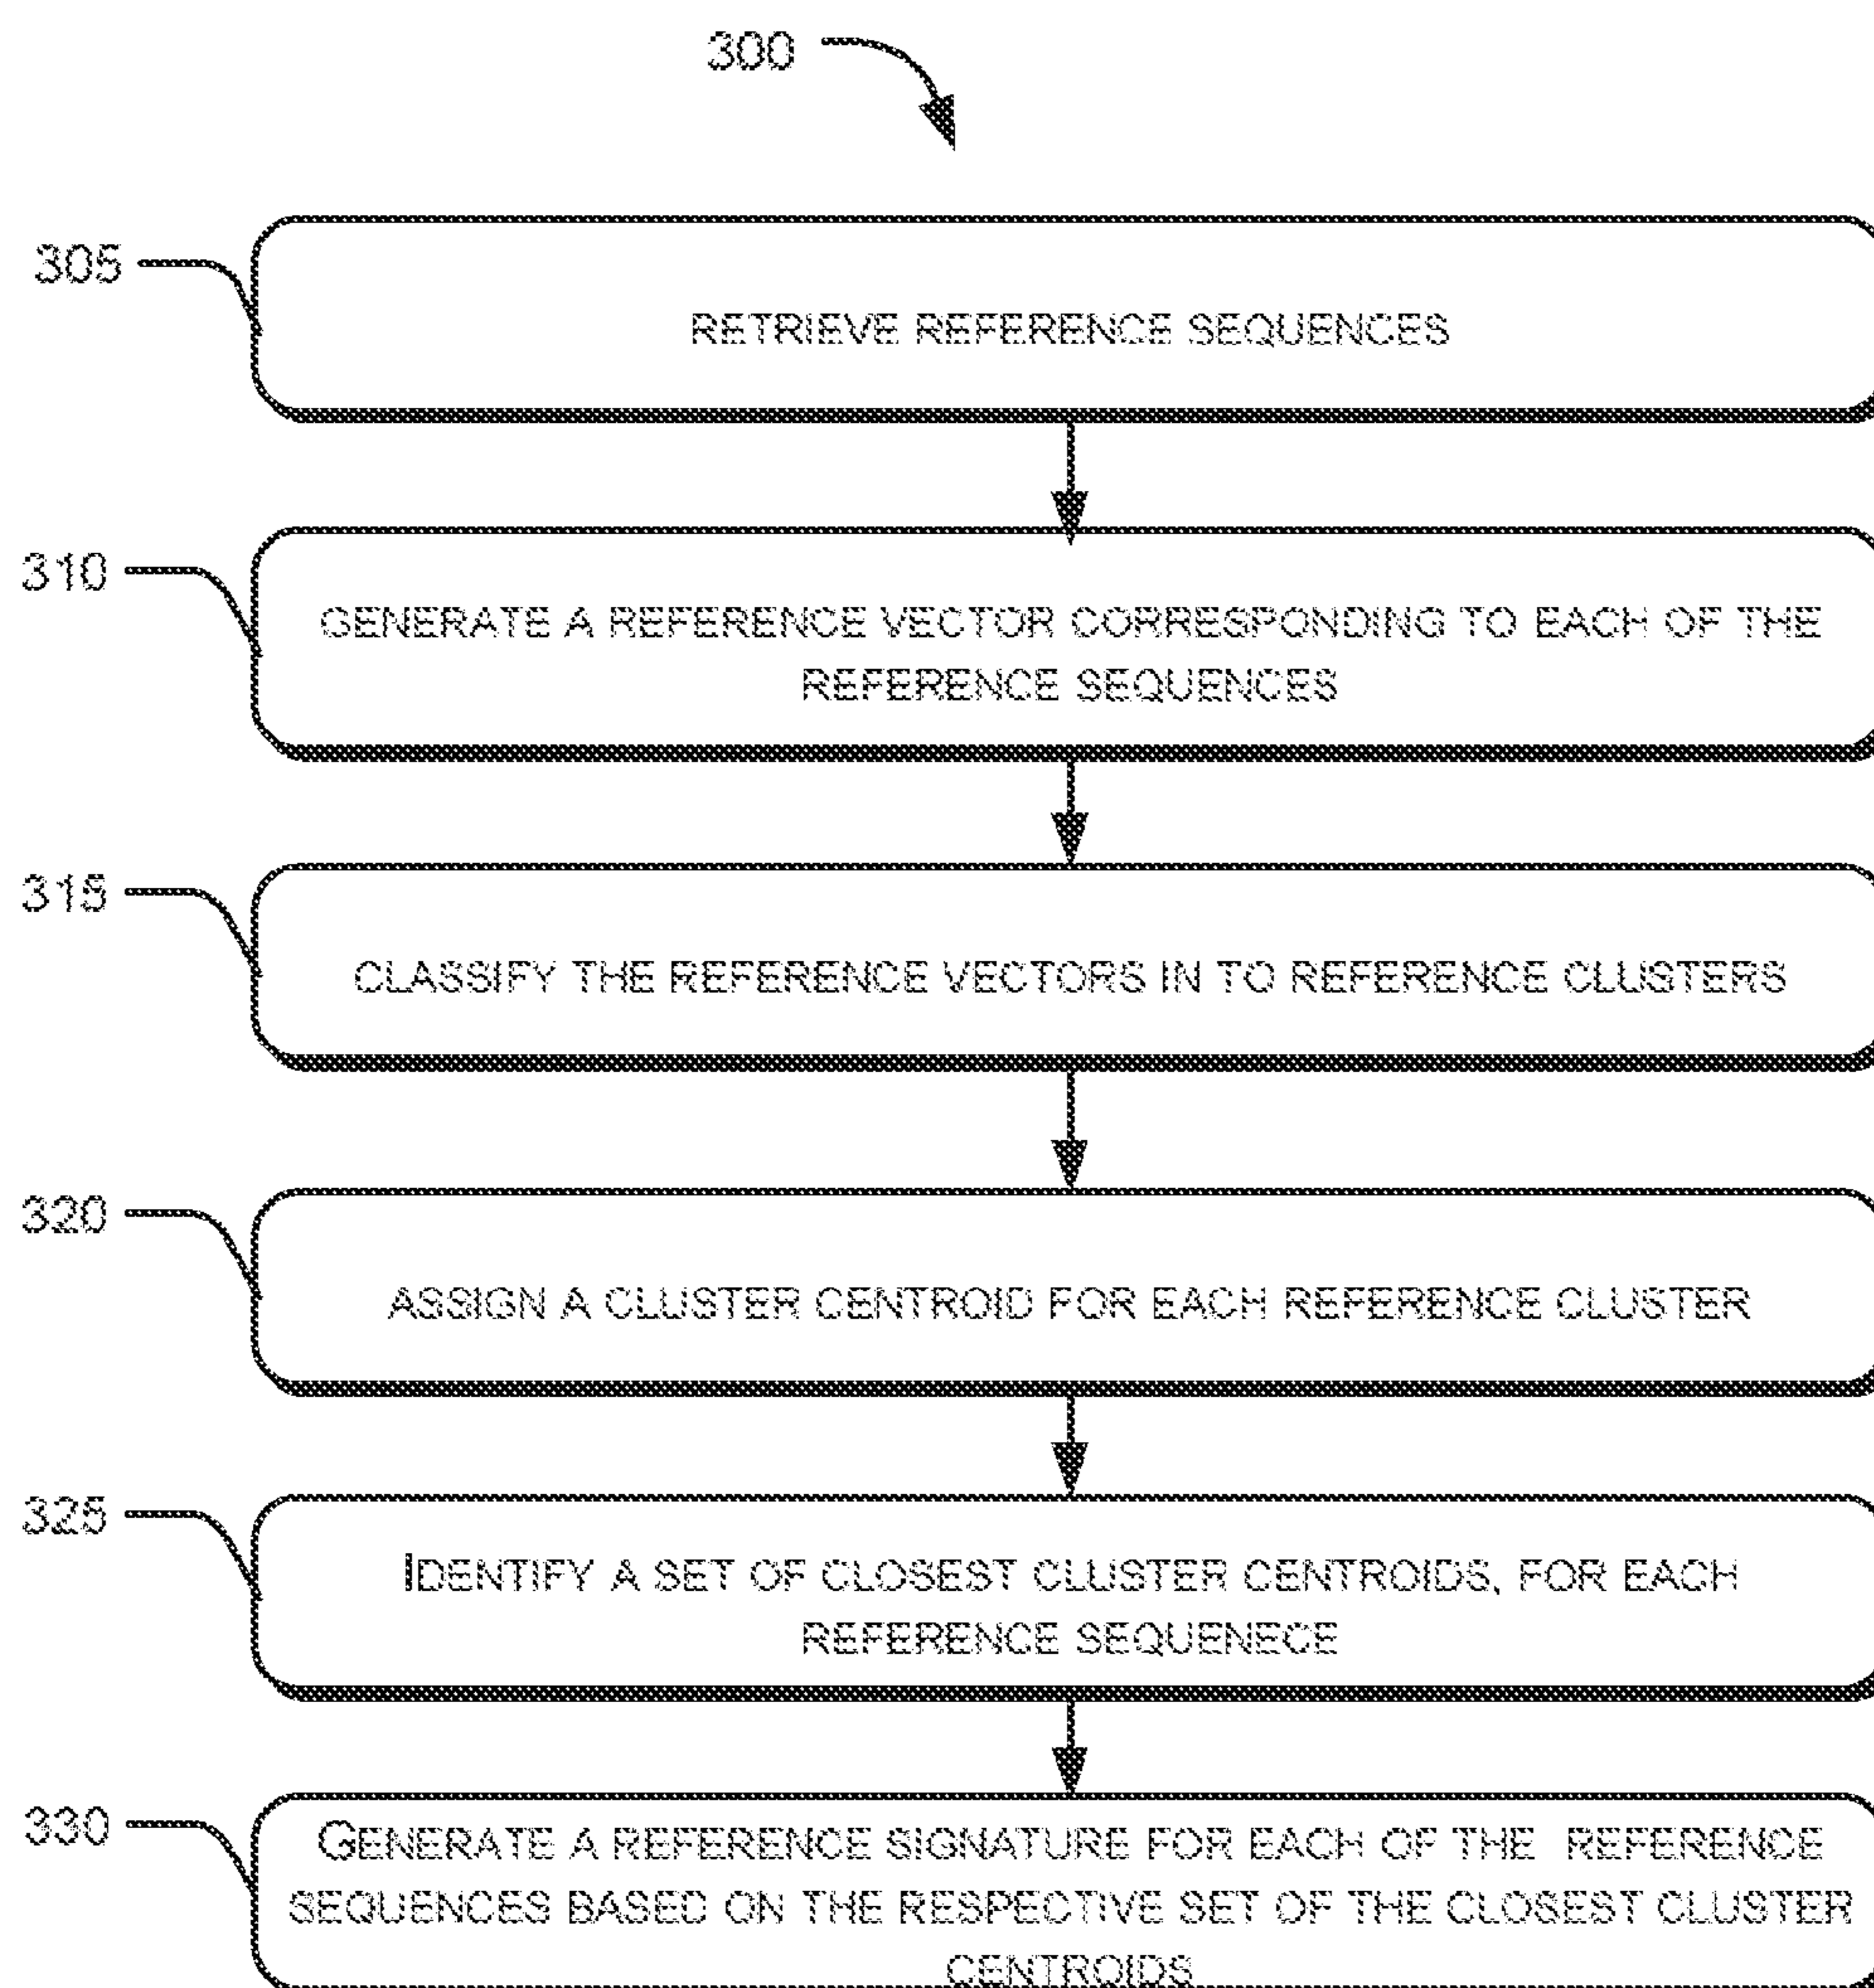 300
305
RETRIEVE REFERENCE SEQUENCES
310
GENERATE A REFERENCE VECTOR CORRESPONDING TO EACH OF THE
REFERENCE SEQUENCES
315
CLASSIFY THE REFERENCE VECTORS IN TO REFERENCE CLUSTERS
320
ASSIGN A CLUSTER CENTROID FOR EACH REFERENCE CLUSTER
325
IDENTIFY A SET OF CLOSEST CLUSTER CENTROIDS, FOR EACH
REFERENCE SEQUENECE
330
GENERATE A REFERENCE SIGNATURE FOR EACH OF THE REFERENCE
SEQUENCES BASED ON THE RESPECTIVE SET OF THE CLOSEST CLUSTER
CENTROIDS